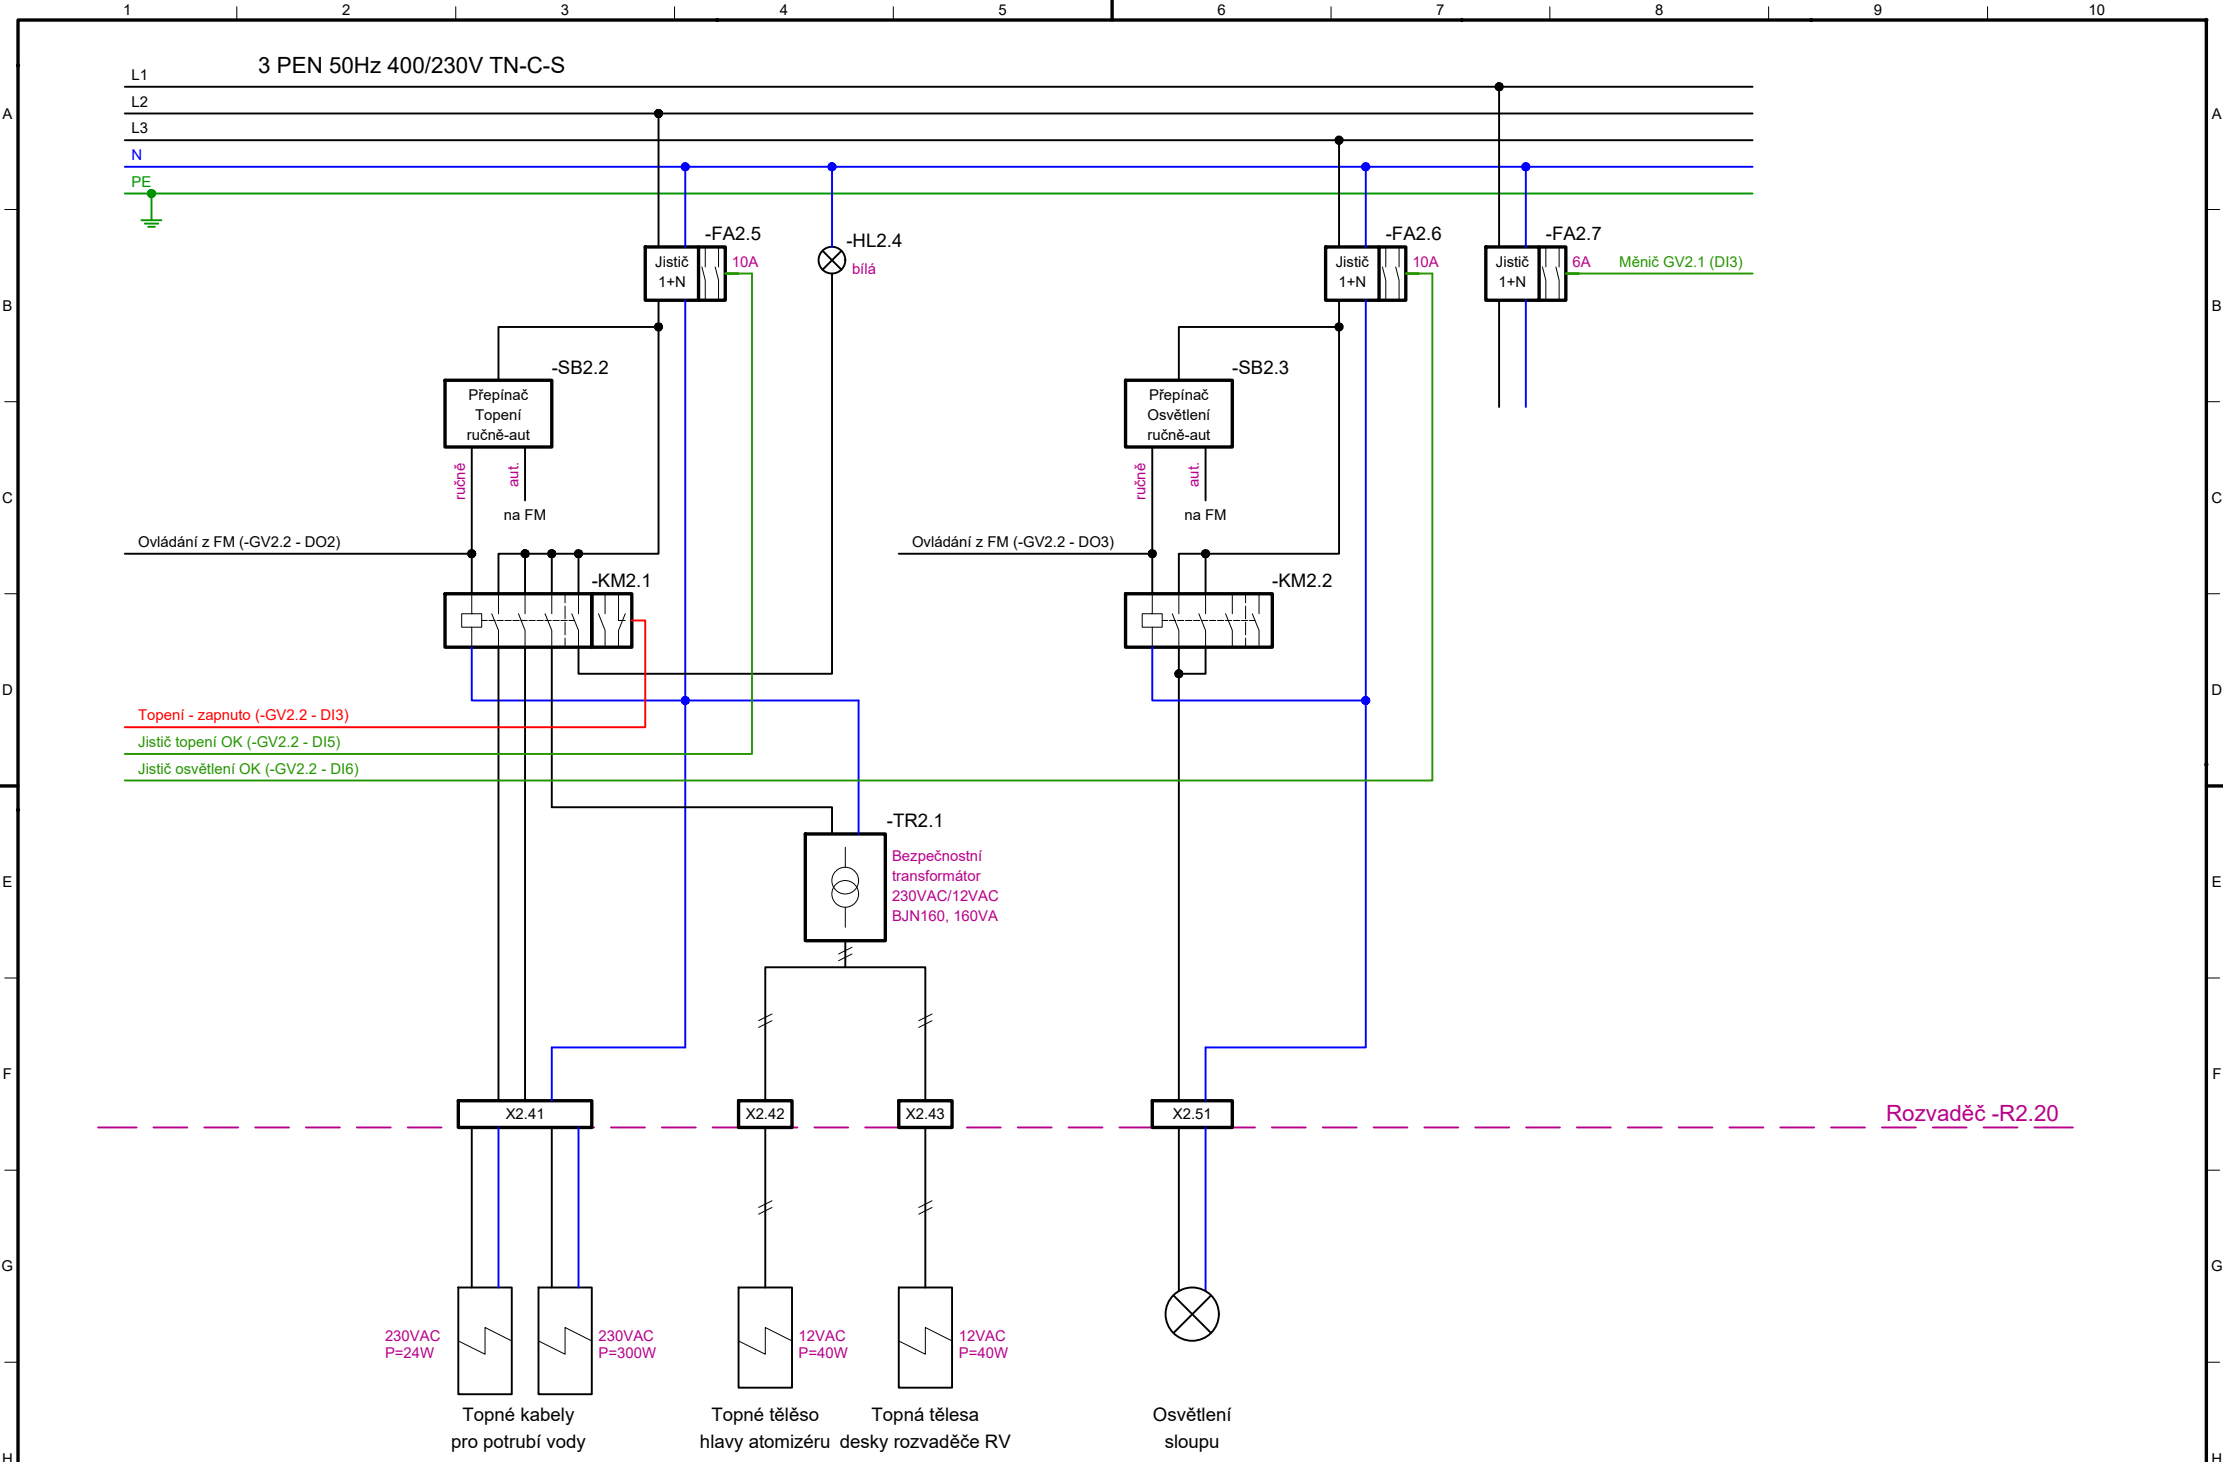 1 2 3 4 5 6 7 8 9 10
3 PEN 50Hz 400/230V TN-C-S
L1
L2
A A
L3
N
PE
-FA2.5
-HL2.4
-FA2.6
-FA2.7
Jistič
1+N
10A
bílá
Jistič
1+N
10A
Jistič
1+N
6A
Měnič GV2.1 (DI3)
B B
-SB2.2
Přepínač
Topení
ručně-aut
-SB2.3
Přepínač
Osvětlení
ručně-aut
ručně
aut.
ručně
aut.
C C
na FM
na FM
Ovládání z FM (-GV2.2 - DO2)
Ovládání z FM (-GV2.2 - DO3)
-KM2.1
-KM2.2
D D
Topení - zapnuto (-GV2.2 - DI3)
Jistič topení OK (-GV2.2 - DI5)
Jistič osvětlení OK (-GV2.2 - DI6)
-TR2.1
Bezpečnostní
transformátor
230VAC/12VAC
BJN160, 160VA
E E
F F
X2.41
X2.42
X2.43
X2.51
Rozvaděč -R2.20
G G
230VAC
P=24W
230VAC
P=300W
12VAC
P=40W
12VAC
P=40W
Topné kabely
pro potrubí vody
Topné tělěso
hlavy atomizéru
Topná tělesa
desky rozvaděče RV
Osvětlení
sloupu
H H